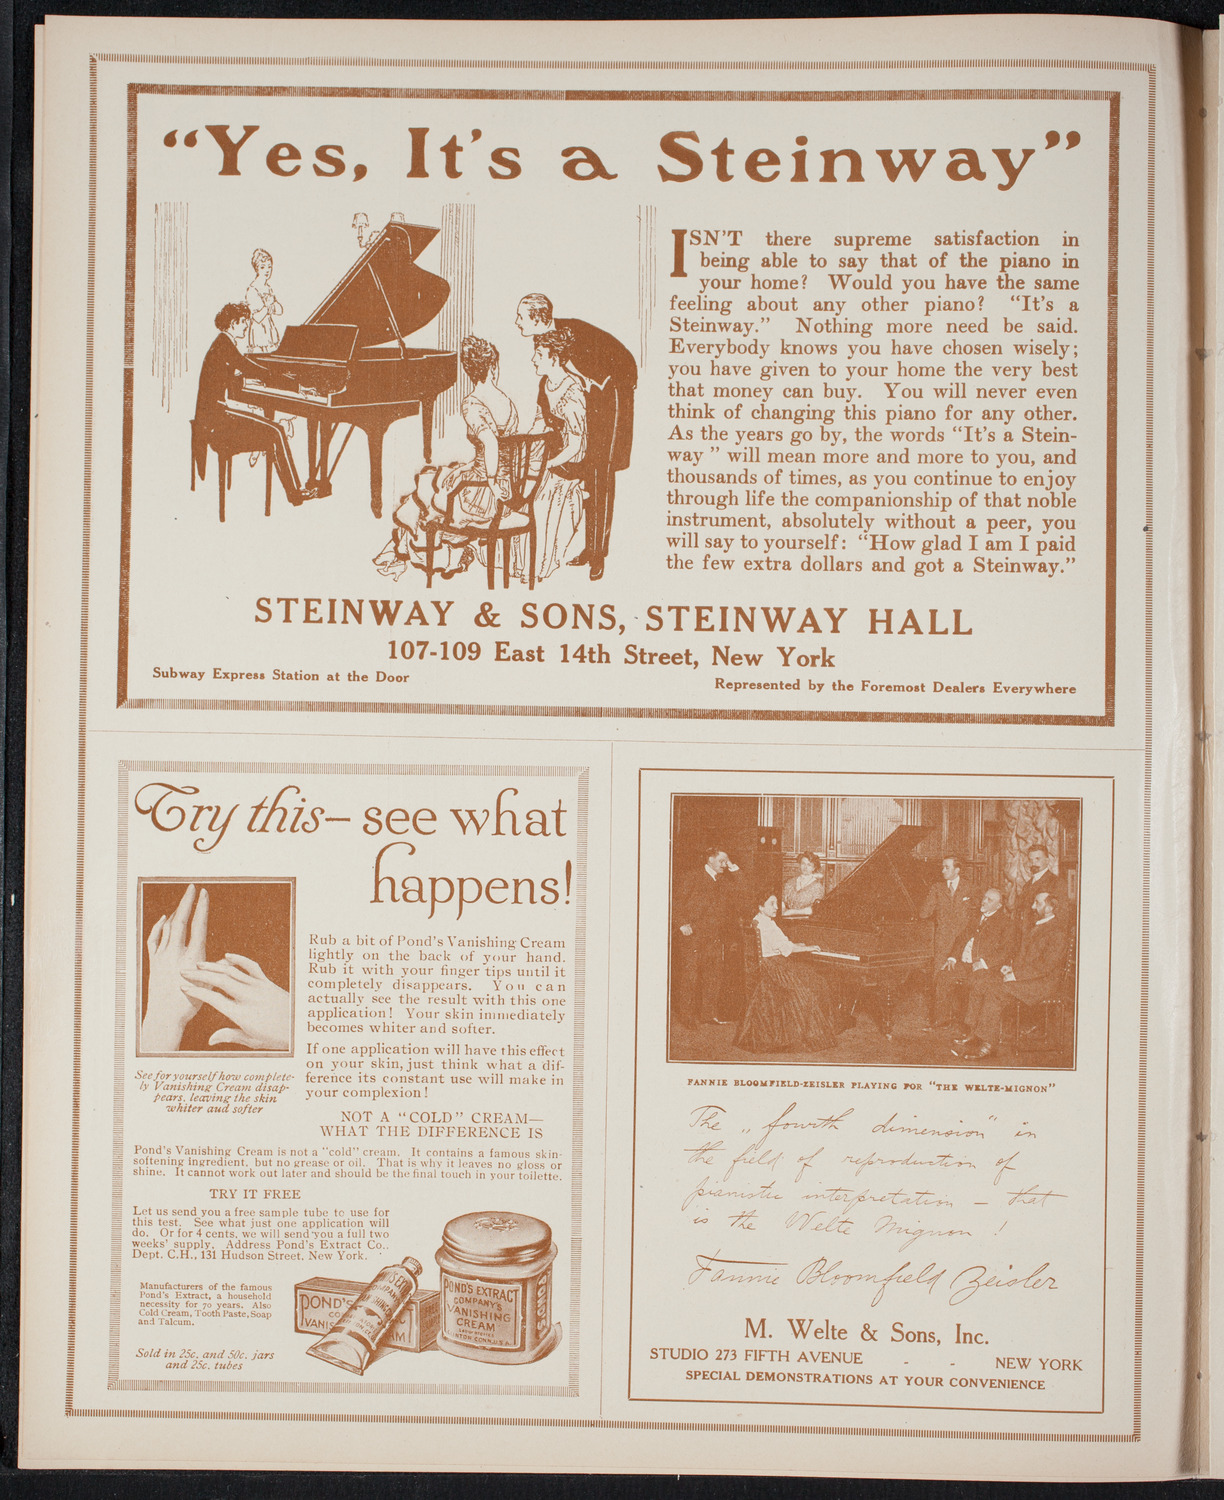 “Yes, It's a Steinway”
ISN'T there supreme satisfaction in
being able to say that of the piano in
your home? Would you have the same
feeling about any other piano? “It's a
Steinway.” Nothing more need be said.
Everybody knows you have chosen wisely;
you have given to your home the very best
that money can buy. You will never even
think of changing this piano for any other.
As the years go by, the words “It's a Stein-
way ” will mean more and more to you, and
thousands of times, as you continue to enjoy
through life the companionship of that noble
instrument, absolutely without a peer, you
will say to yourself: “How glad I am I paid
the few extra dollars and got a Steinway.”
STEINWAY & SONS, STEINWAY HALL
107-109 East 14th Street, New York
Subway Express Station at the Door
Represented by the Foremost Dealers Everywhere
Try this—see what
happens!
Rub a bit of Pond's Vanishing Cream
lightly on the back of your hand.
Rub it with your finger tips until it
completely disappears. You can
actually see the result with this one
application! Your skin immediately
becomes whiter and softer.
If one application will have this effect
on your skin, just think what a dif-
ference its constant use will make in
your complexion!
See for yourself how complete-
ly Vanishing Cream disap-
pears, leaving the skin
whiter and softer
NOT A “COLD” CREAM—
WHAT THE DIFFERENCE IS
Pond's Vanishing Cream is not a “cold” cream. It contains a famous skin-
softening ingredient, but no grease or oil. That is why it leaves no gloss or
shine. It cannot work out later and should be the final touch in your toilette.
TRY IT FREE
Let us send you a free sample tube to use for
this test. See what just one application will
do. Or for 4 cents, we will send you a full two
weeks' supply. Address Pond's Extract Co.,
Dept. C.H., 131 Hudson Street, New York.
Manufacturers of the famous
Pond's Extract, a household
necessity for 70 years. Also
Cold Cream, Tooth Paste, Soap
and Talcum.
Sold in 25c. and 50c. jars
and 25c. tubes
POND'S
VANIS
POND'S EXTRACT
COMPANY'S
VANISHING
CREAM
CLINTON CONN., U.S.A.
FANNIE BLOOMFIELD-ZEISLER PLAYING FOR “THE WELTE-MIGNON”
The „fourth dimension“ in
the field of reproduction of
pianistic interpretation – that
is the Welte Mignon!
Fannie Bloomfield Zeisler
M. Welte & Sons, Inc.
STUDIO 273 FIFTH AVENUE - - NEW YORK
SPECIAL DEMONSTRATIONS AT YOUR CONVENIENCE